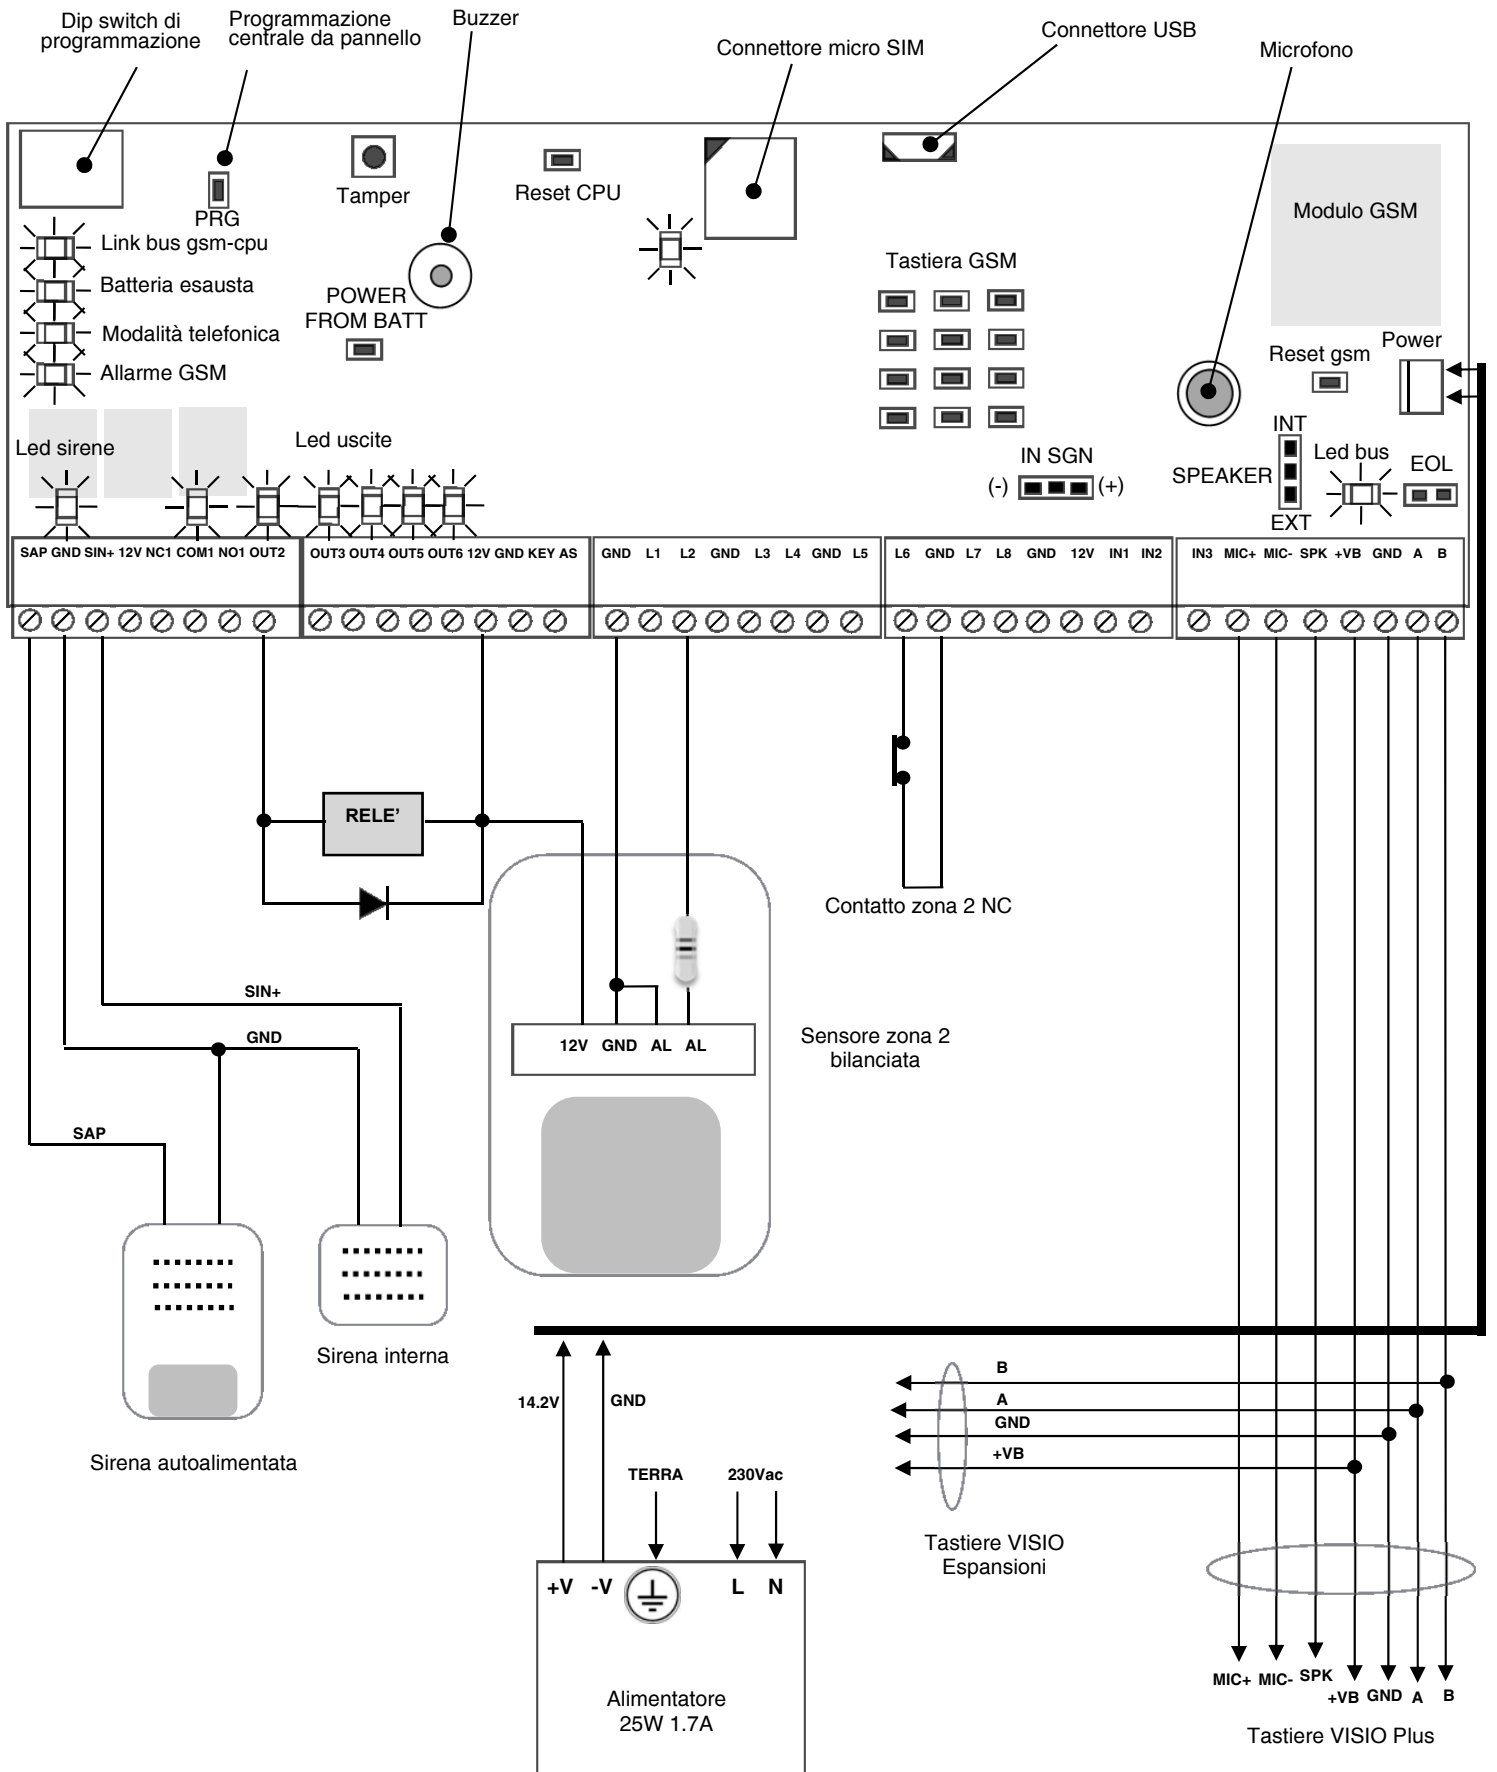 Dip switch di
programmazione
Programmazione
centrale da pannello
Buzzer
Connettore micro SIM
Connettore USB
Microfono
PRG
Tamper
Reset CPU
Modulo GSM
Link bus gsm-cpu
Batteria esausta
Modalità telefonica
Allarme GSM
POWER
FROM BATT
Tastiera GSM
Reset gsm
Power
Led sirene
Led uscite
IN SGN
(-)
(+)
INT
SPEAKER
EXT
Led bus
EOL
SAP GND SIN+ 12V NC1 COM1 NO1 OUT2
OUT3 OUT4 OUT5 OUT6 12V GND KEY AS
GND L1 L2 GND L3 L4 GND L5
L6 GND L7 L8 GND 12V IN1 IN2
IN3 MIC+ MIC- SPK +VB GND A B
RELE'
Contatto zona 2 NC
SIN+
GND
SAP
12V GND AL AL
Sensore zona 2
bilanciata
Sirena interna
Sirena autoalimentata
14.2V
GND
TERRA
230Vac
+V -V L N
Alimentatore
25W 1.7A
B
A
GND
+VB
Tastiere VISIO
Espansioni
MIC+ MIC- SPK
+VB GND A B
Tastiere VISIO Plus